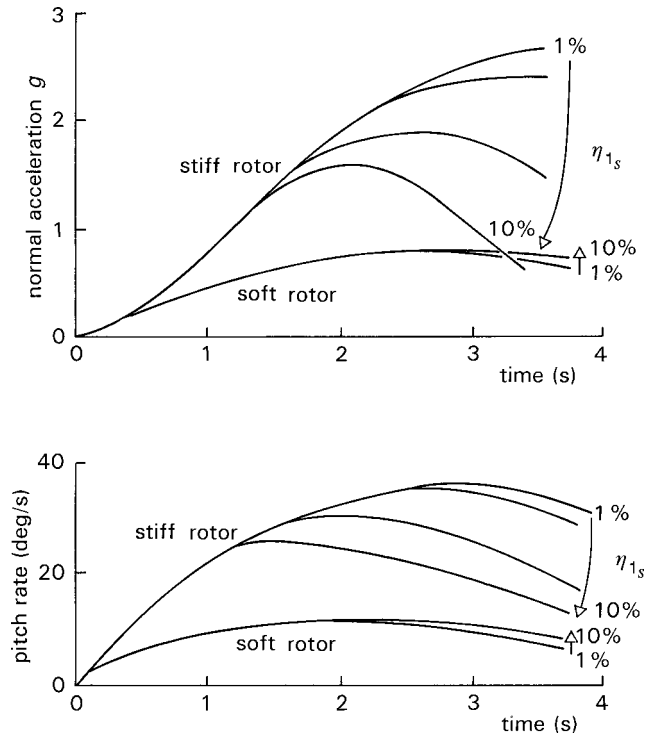 3
normal acceleration g
2
1
0
1%
η1s
stiff rotor
10%
10%
1%
soft rotor
0 1 2 3 4
time (s)
40
pitch rate (deg/s)
20
0
stiff rotor
1%
η1s
10%
10%
1%
soft rotor
0 1 2 3 4
time (s)